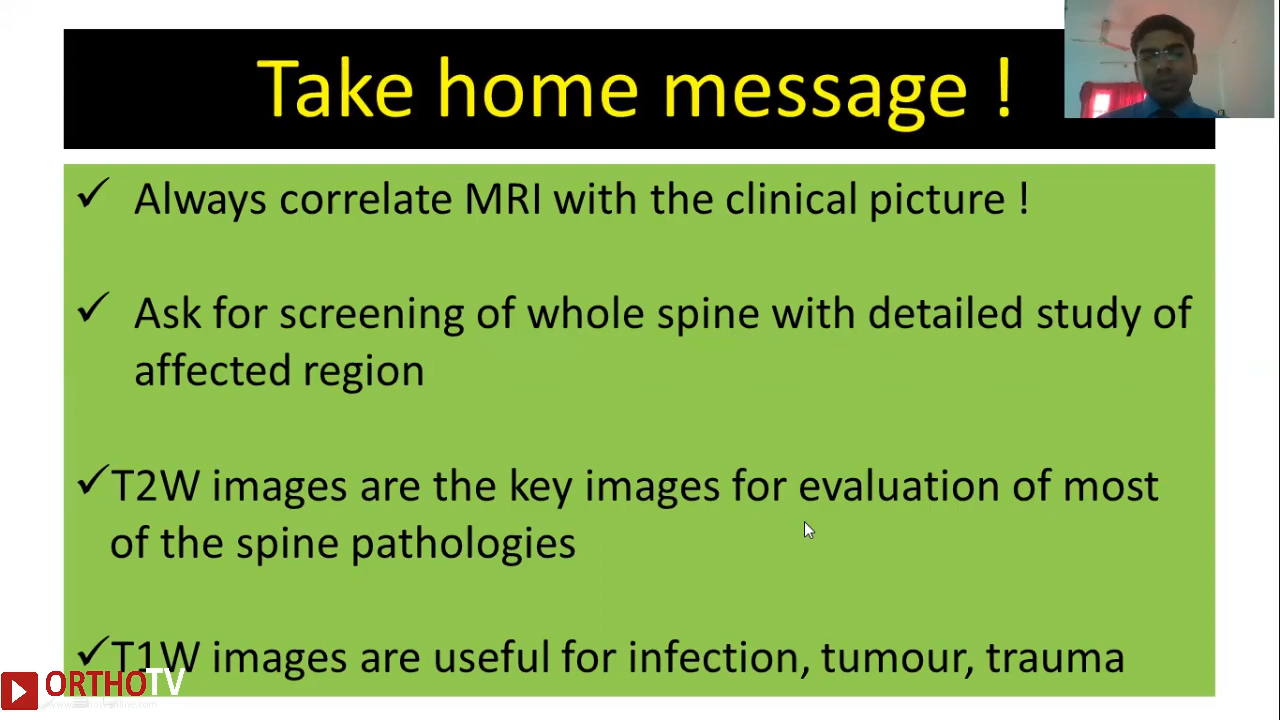 Take home message !
✓ Always correlate MRI with the clinical picture !
✓ Ask for screening of whole spine with detailed study of
affected region
✓T2W images are the key images for evaluation of most
of the spine pathologies
✓T1W images are useful for infection, tumour, trauma
ORTHOTV